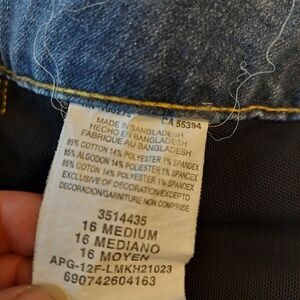 CA 55394
MADE IN BANGLADESH
HECHO EN BANGLADESH
FABRIQUE AU BANGLADESH
85% COTTON 14% POLYESTER 1% SPANDEX
85% ALGODON 14% POLIESTER 1% SPANDEX
85% COTON 14% POLYESTER 1% SPANDEX
EXCLUSIVE OF DECORATION/EXCEPTO
DECORACION/GARNITURE NON COMPRISE
3514435
16 MEDIUM
16 MEDIANO
16 MOYEN
APG-12F-LMKH21023
690742604163